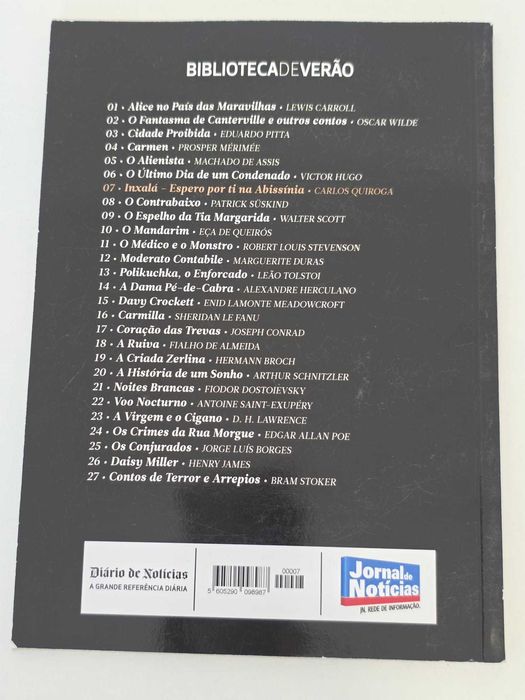 BIBLIOTECADEVERÃO
01 • Alice no País das Maravilhas • LEWIS CARROLL
02 • O Fantasma de Canterville e outros contos • OSCAR WILDE
03 • Cidade Proibida • EDUARDO PITTA
04 • Carmen • PROSPER MÉRIMÉE
05 • O Alienista • MACHADO DE ASSIS
06 • O Último Dia de um Condenado • VICTOR HUGO
07 • Inxalá – Espero por ti na Abissínia • CARLOS QUIROGA
08 • O Contrabaixo • PATRICK SÜSKIND
09 • O Espelho da Tia Margarida • WALTER SCOTT
10 • O Mandarim • EÇA DE QUEIRÓS
11 • O Médico e o Monstro • ROBERT LOUIS STEVENSON
12 • Moderato Contabile • MARGUERITE DURAS
13 • Polikuchka, o Enforcado • LEÃO TOLSTOI
14 • A Dama Pé-de-Cabra • ALEXANDRE HERCULANO
15 • Davy Crockett • ENID LAMONTE MEADOWCROFT
16 • Carmilla • SHERIDAN LE FANU
17 • Coração das Trevas • JOSEPH CONRAD
18 • A Ruiva • FIALHO DE ALMEIDA
19 • A Criada Zerlina • HERMANN BROCH
20 • A História de um Sonho • ARTHUR SCHNITZLER
21 • Noites Brancas • FIODOR DOSTOIEVSKY
22 • Voo Nocturno • ANTOINE SAINT-EXUPÉRY
23 • A Virgem e o Cigano • D. H. LAWRENCE
24 • Os Crimes da Rua Morgue • EDGAR ALLAN POE
25 • Os Conjurados • JORGE LUÍS BORGES
26 • Daisy Miller • HENRY JAMES
27 • Contos de Terror e Arrepios • BRAM STOKER
Diário de Notícias
A GRANDE REFERÊNCIA DIÁRIA
00007
5 605290 096987
Jornal de
Notícias
JN. REDE DE INFORMAÇÃO.